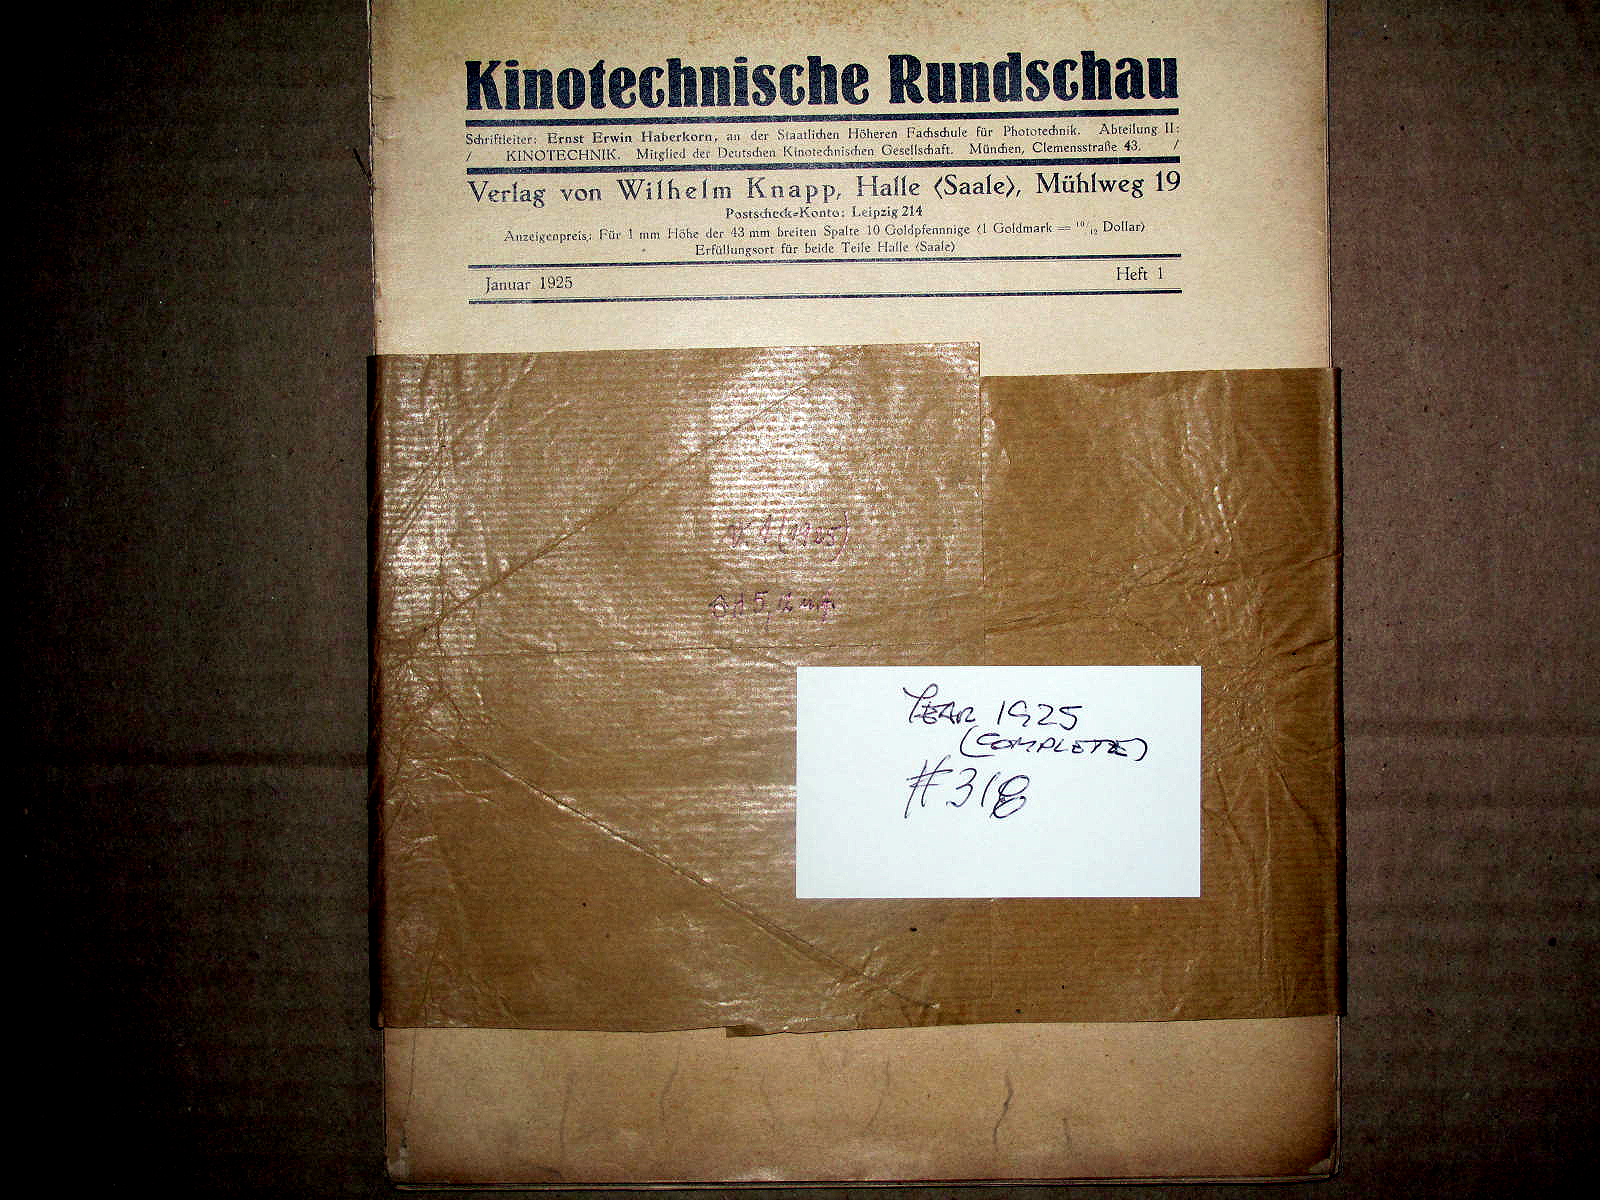 Kinotechnische Rundschau
Schriftleiter: Ernst Erwin Haberkorn, an der Staatlichen Höheren Fachschule für Phototechnik. Abteilung II:
/ KINOTECHNIK. Mitglied der Deutschen Kinotechnischen Gesellschaft. München, Clemensstraße 43. /
Verlag von Wilhelm Knapp, Halle (Saale), Mühlweg 19
Postscheck=Konto: Leipzig 214
Anzeigenpreis: Für 1 mm Höhe der 43 mm breiten Spalte 10 Goldpfennnige (1 Goldmark = 10/12 Dollar)
Erfüllungsort für beide Teile Halle (Saale)
Januar 1925 Heft 1
(1925)
YEAR 1925
(COMPLETE)
#318